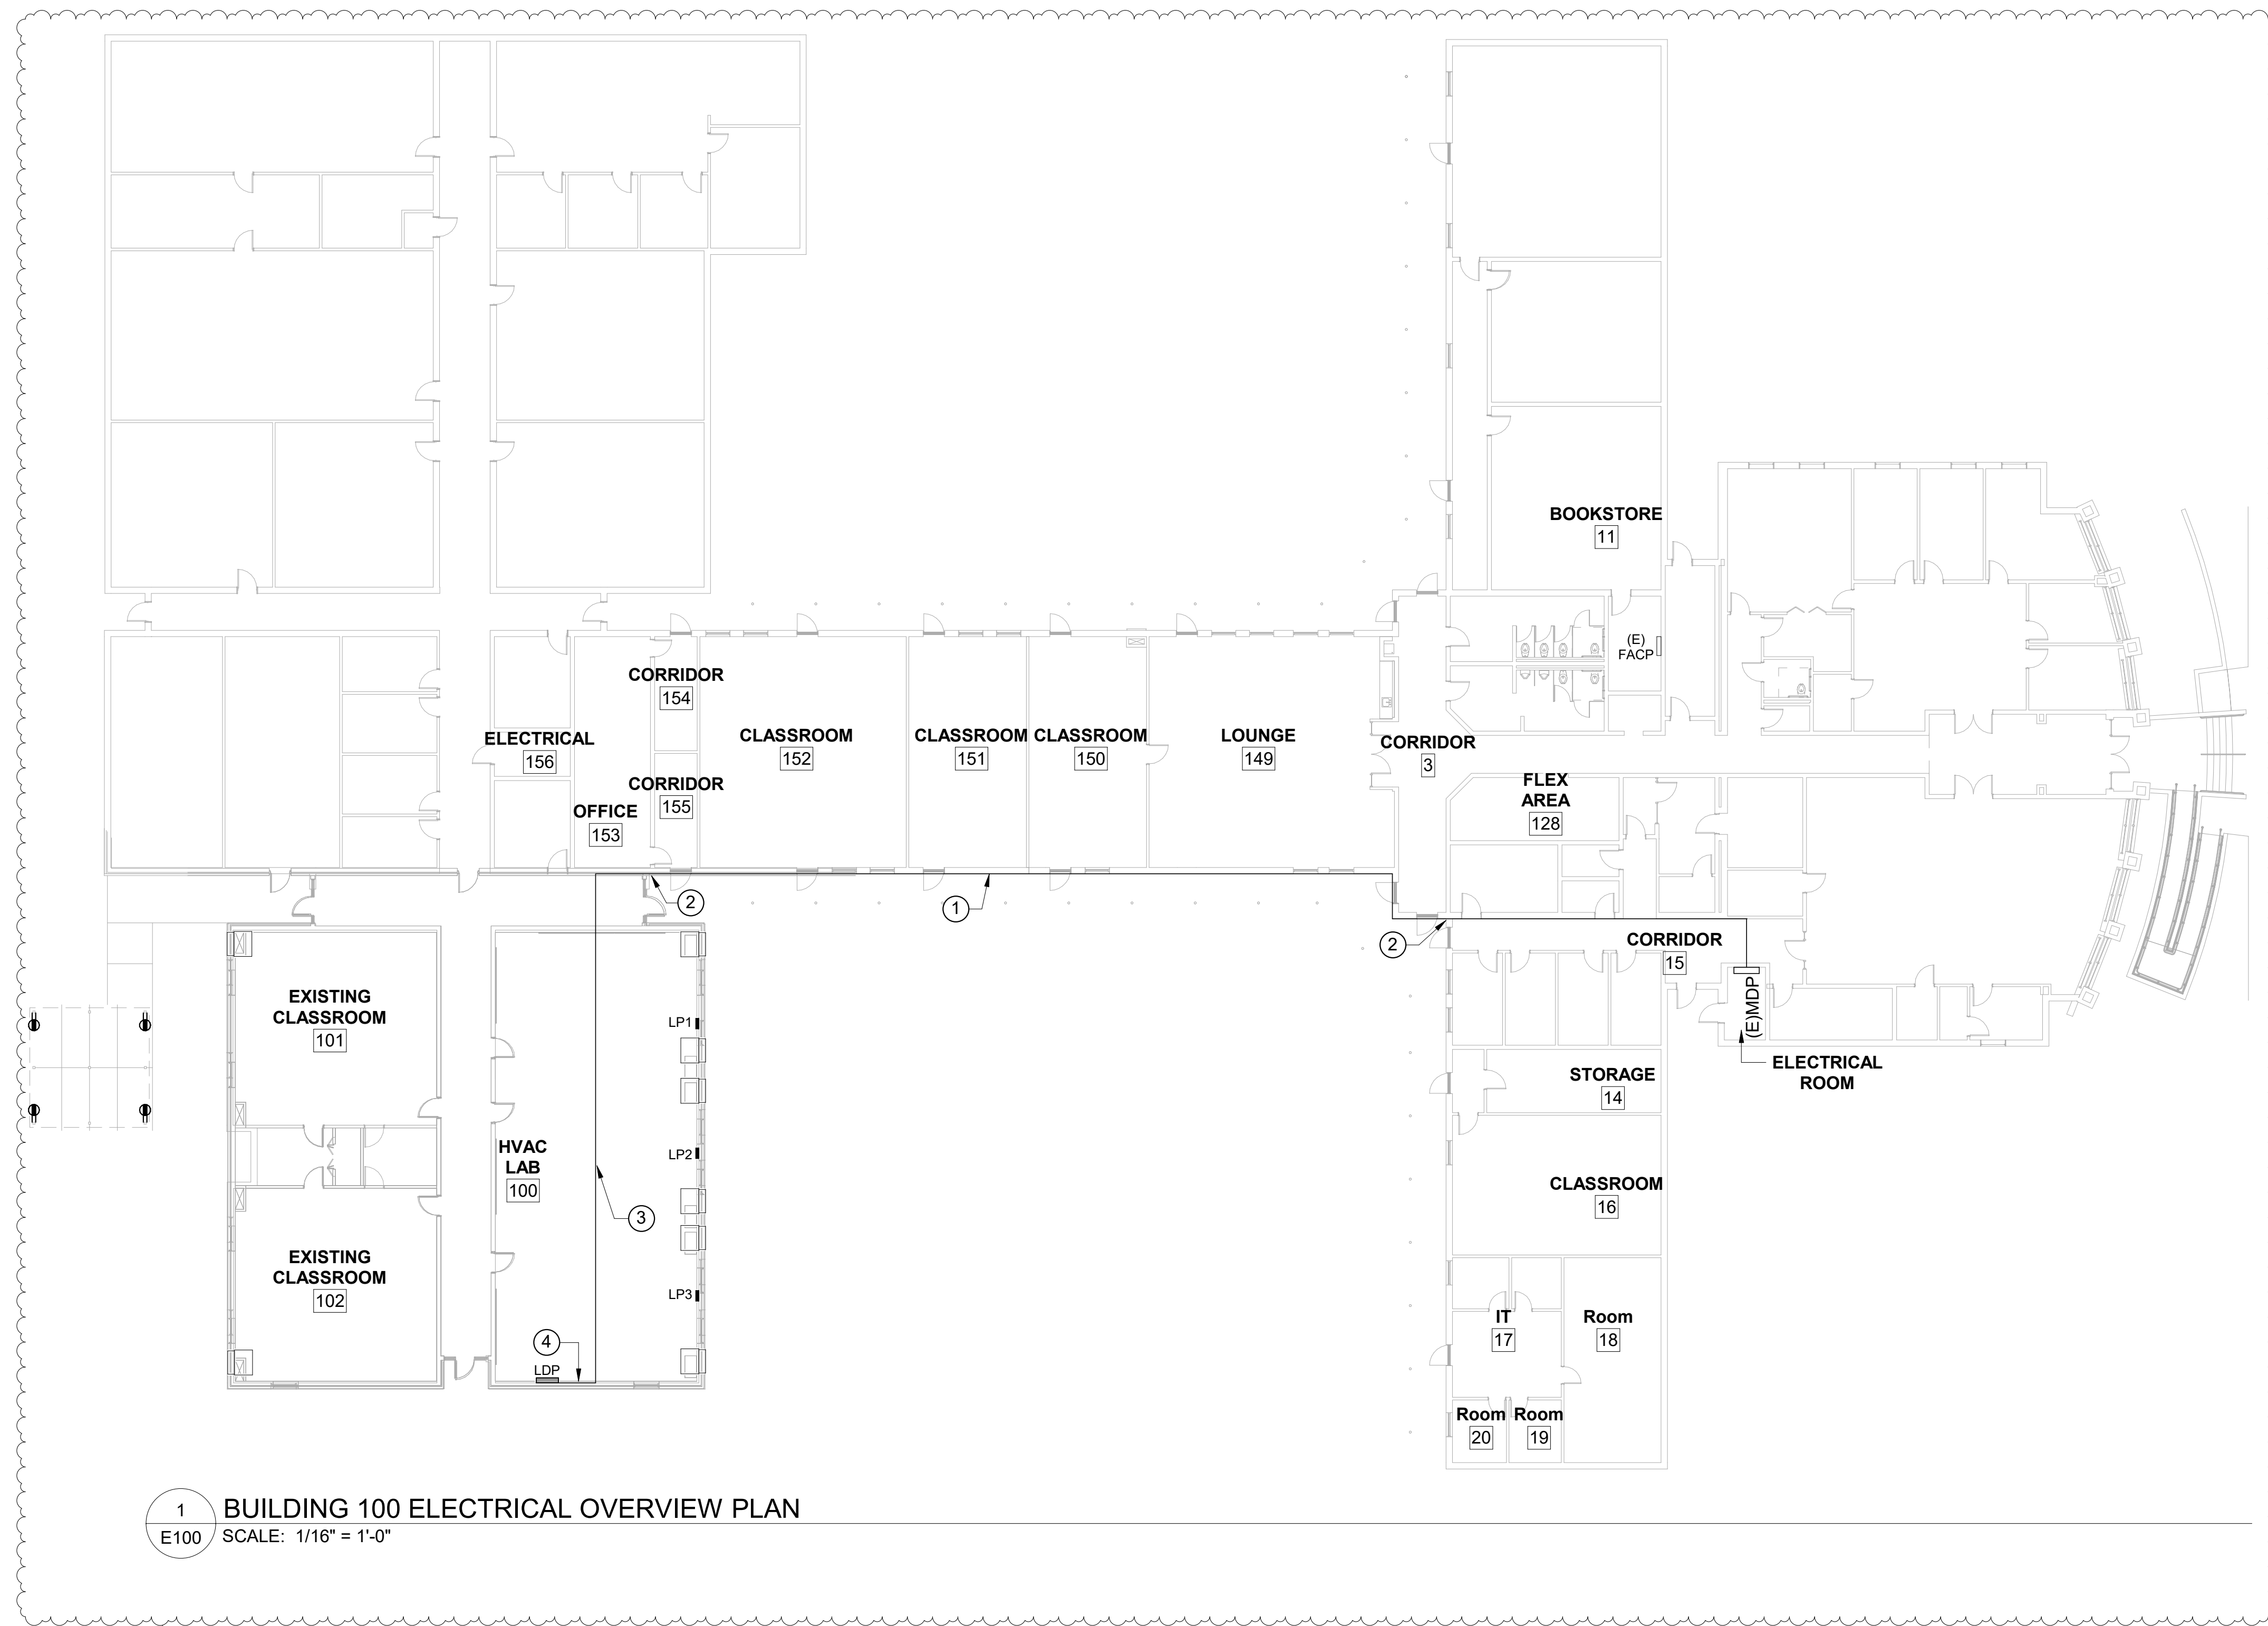 BOOKSTORE
11
(E)
FACP
CORRIDOR
154
ELECTRICAL
156
CLASSROOM
152
CLASSROOM
151
CLASSROOM
150
LOUNGE
149
CORRIDOR
3
CORRIDOR
155
OFFICE
153
FLEX
AREA
128
2
1
2
CORRIDOR
15
(E)MDP
ELECTRICAL
ROOM
EXISTING
CLASSROOM
101
LP1
STORAGE
14
HVAC
LAB
100
LP2
CLASSROOM
16
3
EXISTING
CLASSROOM
102
LP3
IT
17
Room
18
4
LDP
Room
20
Room
19
1
E100
BUILDING 100 ELECTRICAL OVERVIEW PLAN
SCALE: 1/16" = 1'-0"